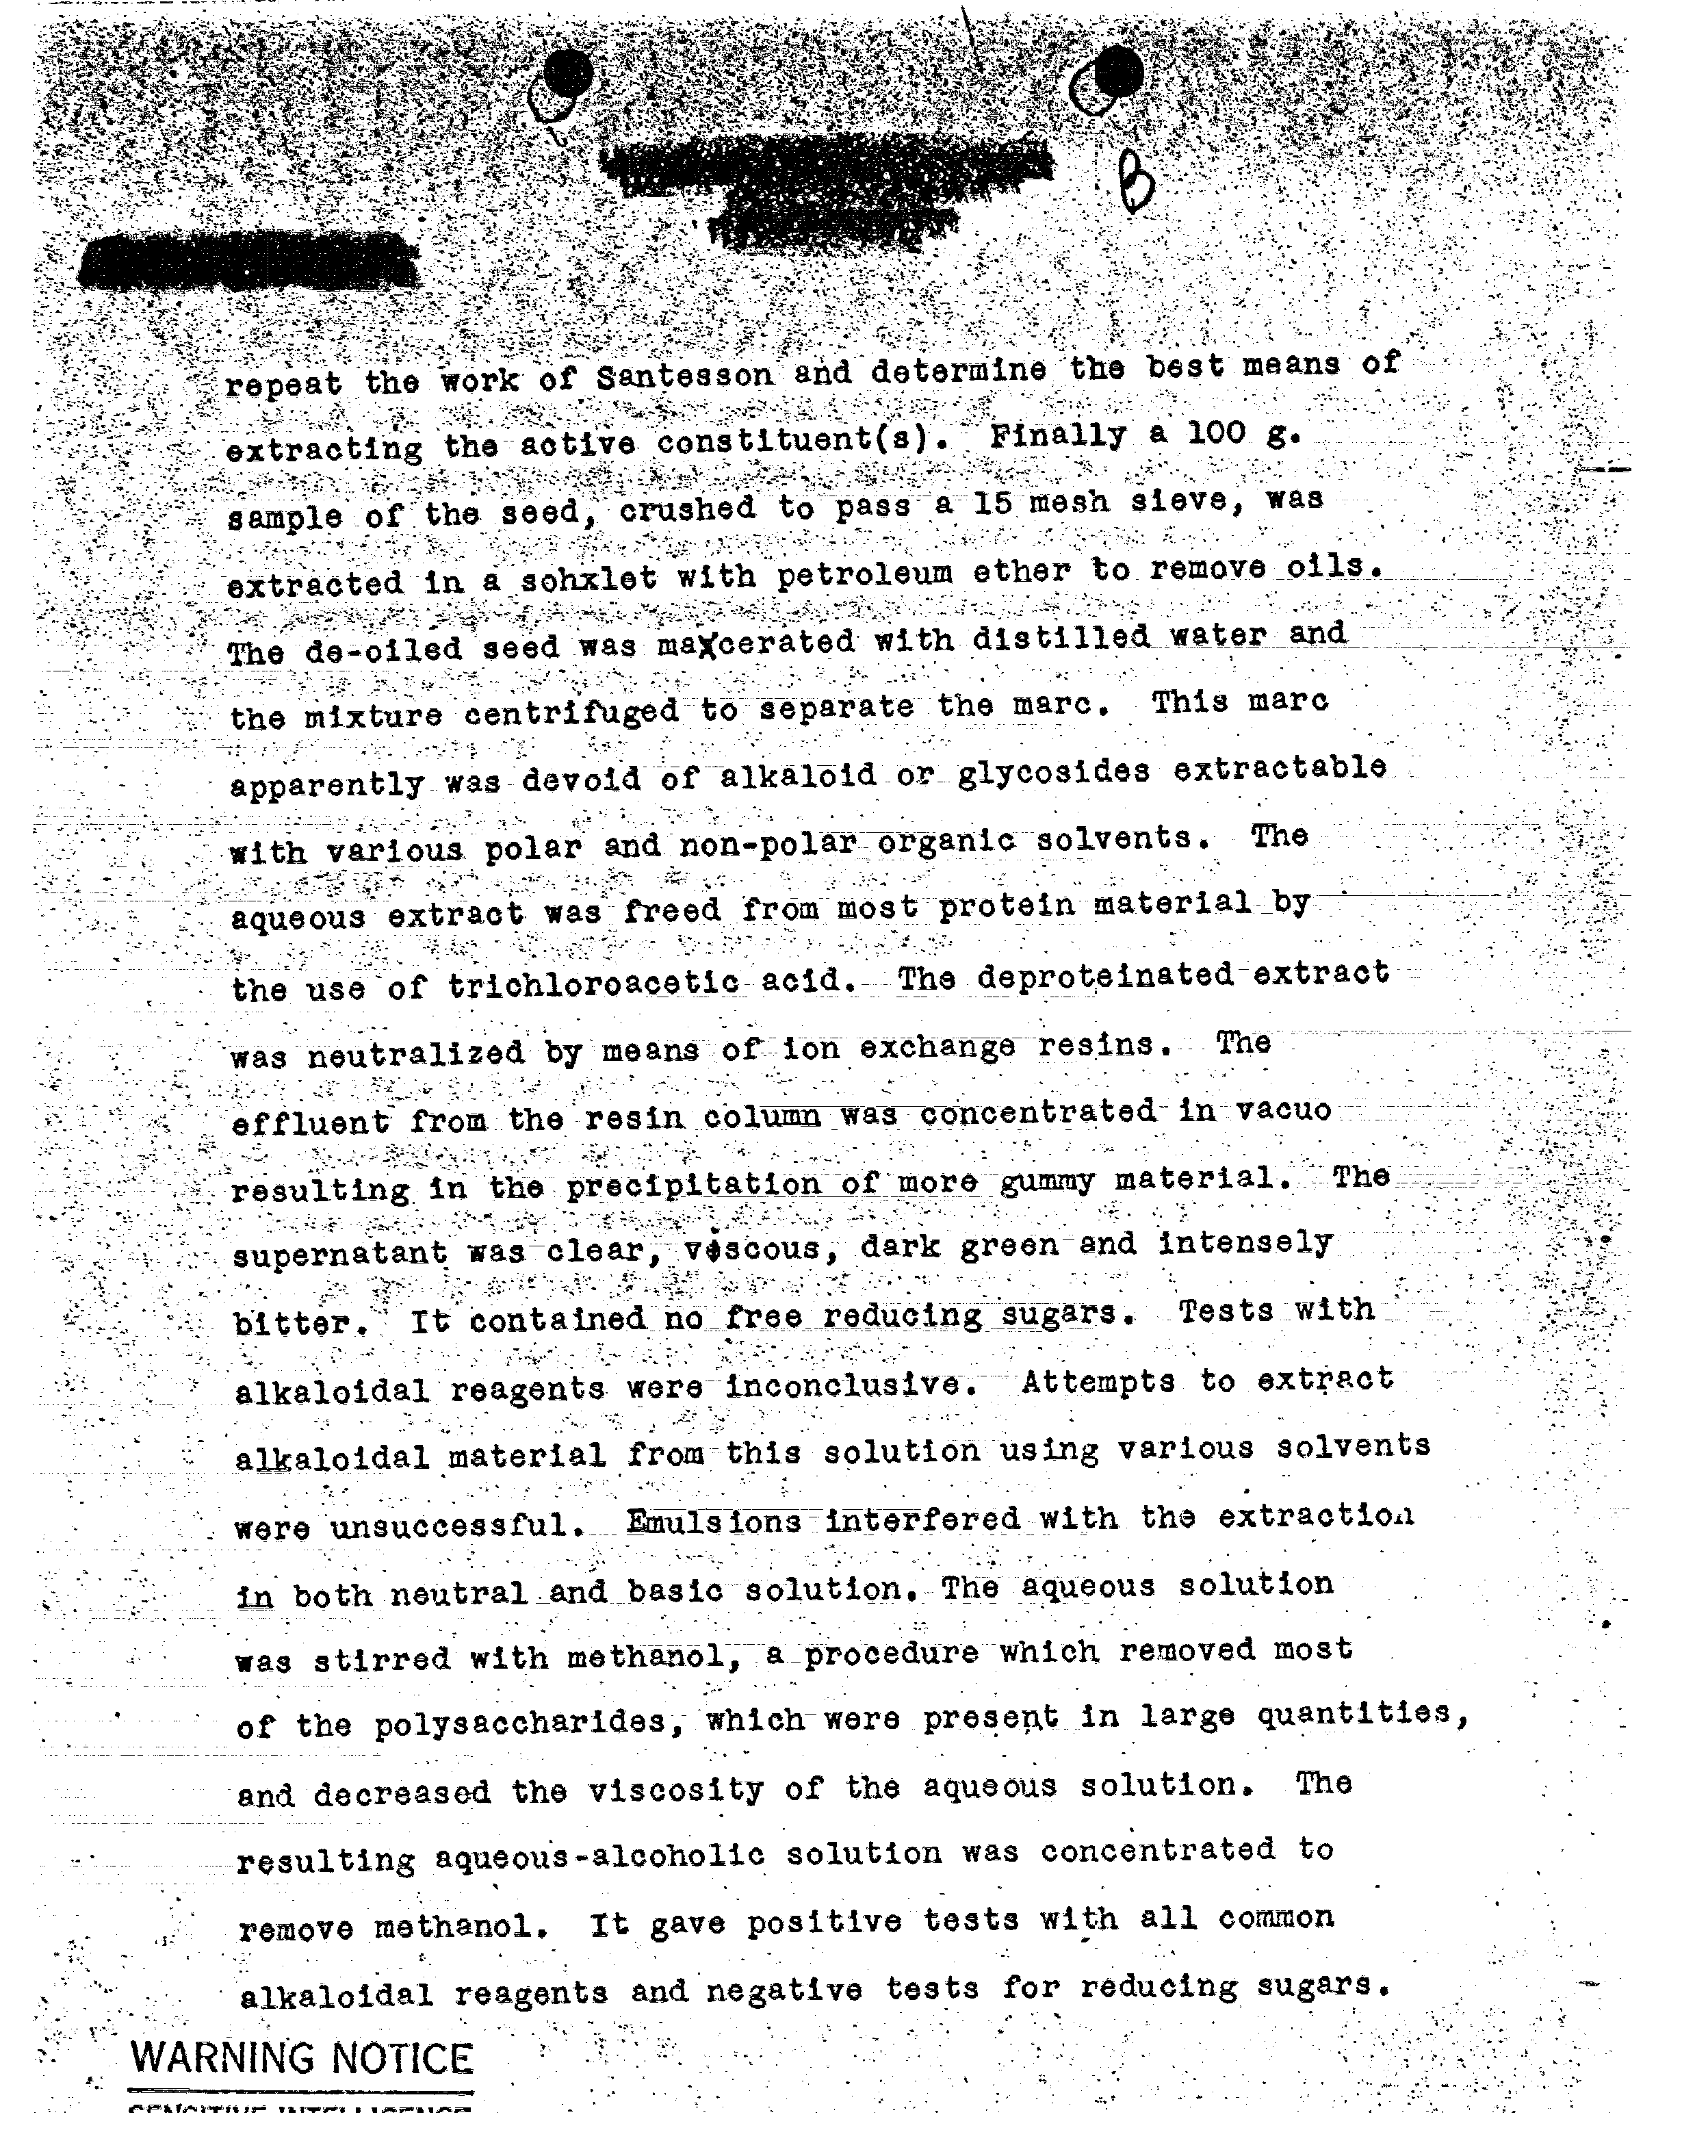 B
repeat the work of Santesson and determine the best means of
extracting the active constituent(s). Finally a 100 g.
sample of the seed, crushed to pass a 15 mesh sieve, was
extracted in a sohxlet with petroleum ether to remove oils.
The de-oiled seed was maxcerated with distilled water and
the mixture centrifuged to separate the marc. This marc
apparently was devoid of alkaloid or glycosides extractable
with various polar and non-polar organic solvents. The
aqueous extract was freed from most protein material by
the use of trichloroacetic acid. The deproteinated extract
was neutralized by means of ion exchange resins. The
effluent from the resin column was concentrated in vacuo
resulting in the precipitation of more gummy material. The
supernatant was clear, viscous, dark green and intensely
bitter. It contained no free reducing sugars. Tests with
alkaloidal reagents were inconclusive. Attempts to extract
alkaloidal material from this solution using various solvents
were unsuccessful. Emulsions interfered with the extraction
in both neutral and basic solution. The aqueous solution
was stirred with methanol, a procedure which removed most
of the polysaccharides, which were present in large quantities,
and decreased the viscosity of the aqueous solution. The
resulting aqueous-alcoholic solution was concentrated to
remove methanol. It gave positive tests with all common
alkaloidal reagents and negative tests for reducing sugars.
WARNING NOTICE
SENSITIVE INTELLIGENCE